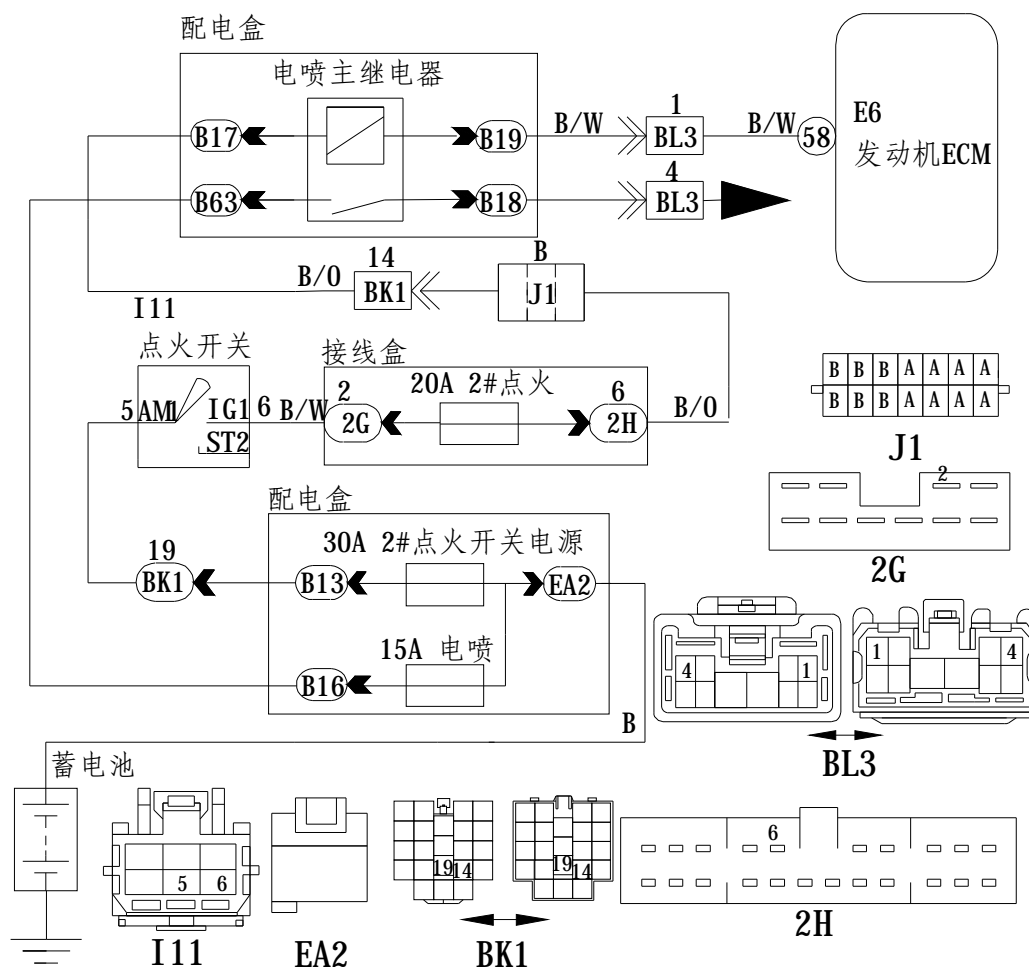 配电盒
电喷主继电器
B17
B19
B/W
1
BL3
B/W
58
E6
发动机ECM
B63
B18
4
BL3
B/O
14
BK1
B
J1
I11
点火开关
5
AM1
IG1
ST2
6
B/W
接线盒
2
2G
20A 2#点火
6
2H
B/O
B B B A A A A
B B B A A A A
J1
2
2G
配电盒
30A 2#点火开关电源
19
BK1
B13
EA2
15A 电喷
B16
B
4
1
1
4
BL3
蓄电池
5 6
I11
EA2
19 14
19 14
BK1
6
2H